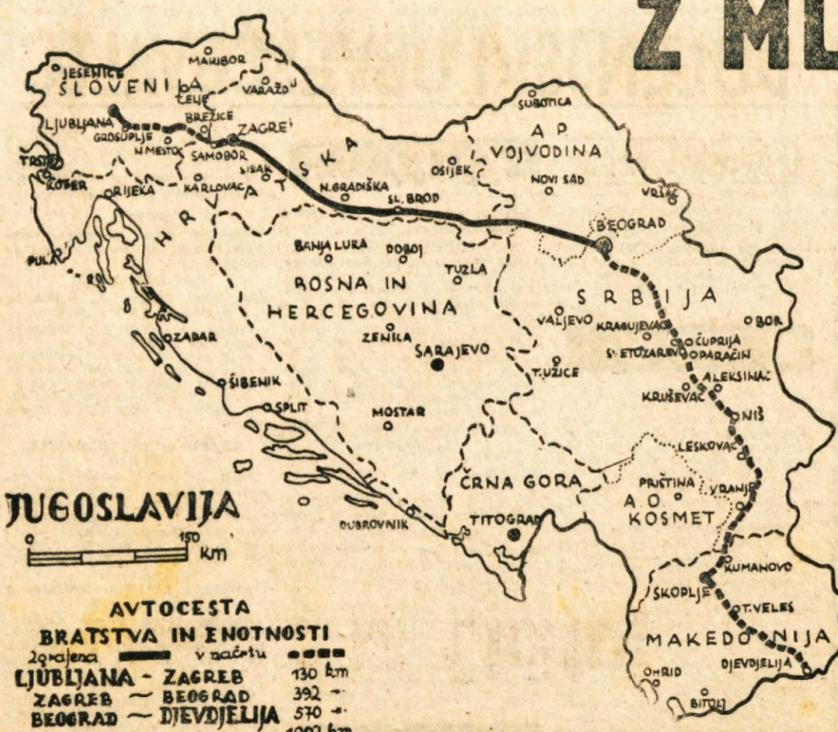 Z ML
MARIBOR
JESENICE
SLOVENIJA
CELJE
VARAŽD
LJUBLJANA
GROSUPLJE
BREŽICE
N.MESTO
ZAGRE
SAMOBOR
TRST
KOPER
RIJEKA
KARLOVAC
SISAK
HRVATSKA
N.GRADIŠKA
SL. BROD
OSIJEK
SUBOTICA
A P
VOJVODINA
NOVI SAD
VRŠAC
BEOGRAD
PULA
BANJA LUKA
DOBOJ
TUZLA
BOSNA IN
HERCEGOVINA
ZENICA
SARAJEVO
MOSTAR
ZADAR
ŠIBENIK
SPLIT
DUBROVNIK
SRBIJA
VALJEVO
KRAGUJEVAC
BOR
SVETOZAREVO
ĆUPRIJA
PARAĆIN
T.UŽICE
ALEKSINAC
KRUŠEVAC
NIŠ
LESKOVAC
ČRNA GORA
TITOGRAD
PRIŠTINA
A O
KOSMET
VRANJE
KUMANOVO
SKOPLJE
T.VELES
MAKEDONIJA
DJEVDJELIJA
OHRID
BITOLJ
JUGOSLAVIJA
0 150 km
AVTOCESTA
BRATSTVA IN ENOTNOSTI
zgrajena v načrtu
LJUBLJANA - ZAGREB 130 km
ZAGREB — BEOGRAD 392 -
BEOGRAD — DJEVDJELIJA 570 -